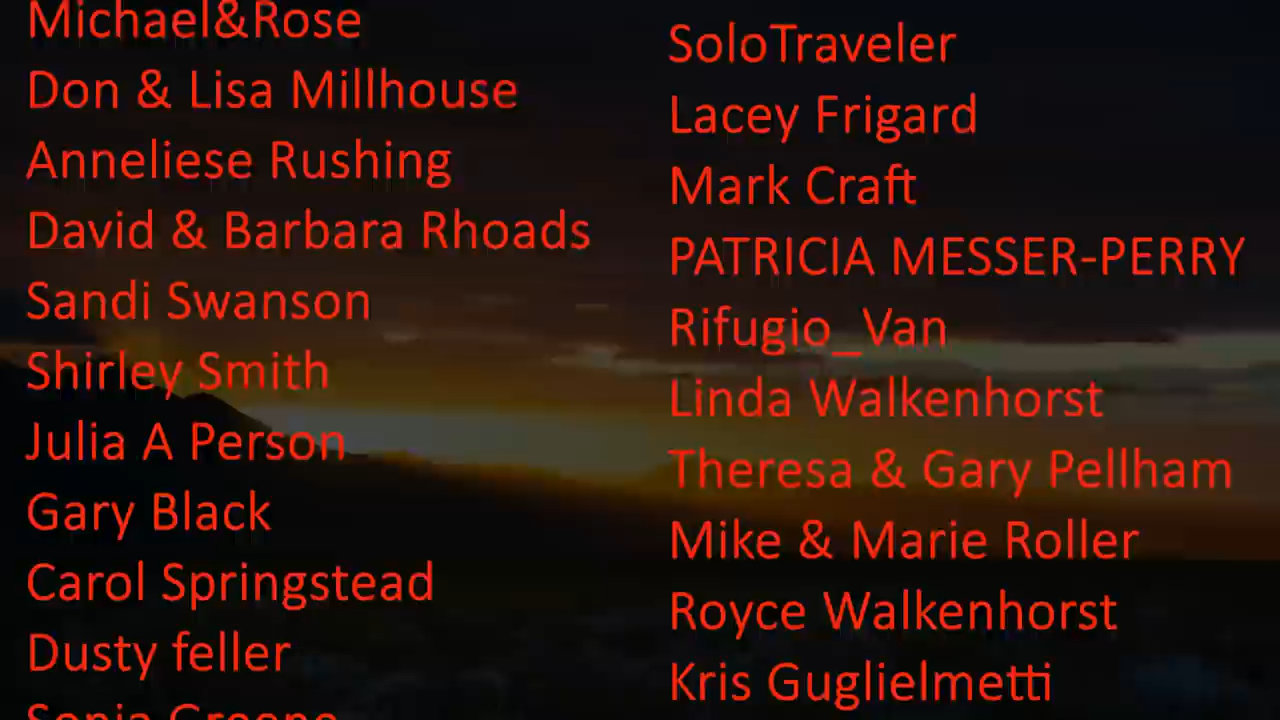 Michael&Rose
Don & Lisa Millhouse
Anneliese Rushing
David & Barbara Rhoads
Sandi Swanson
Shirley Smith
Julia A Person
Gary Black
Carol Springstead
Dusty feller
Sonja Greene
SoloTraveler
Lacey Frigard
Mark Craft
PATRICIA MESSER-PERRY
Rifugio_Van
Linda Walkenhorst
Theresa & Gary Pellham
Mike & Marie Roller
Royce Walkenhorst
Kris Guglielmetti